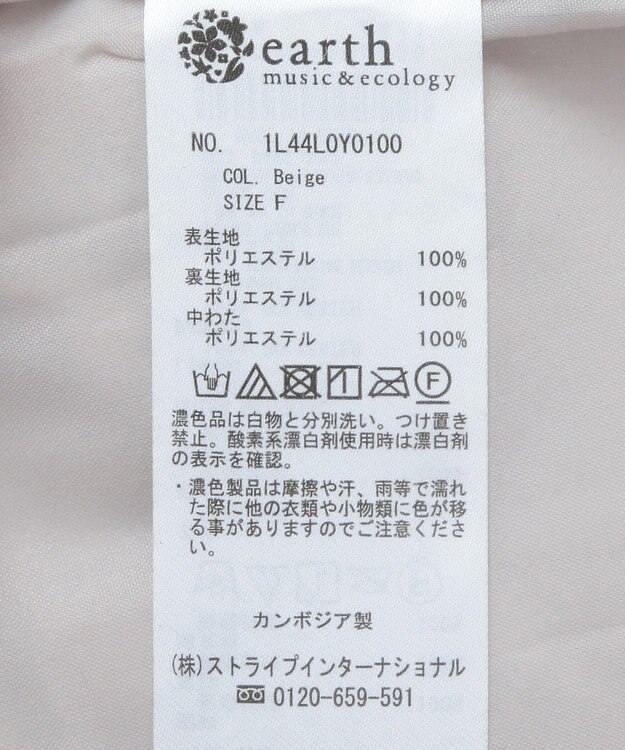 earth
music&ecology
NO. 1L44L0Y0100
COL. Beige
SIZE F
表生地
ポリエステル 100%
裏生地
ポリエステル 100%
中わた
ポリエステル 100%
F
濃色品は白物と分別洗い。つけ置き
禁止。酸素系漂白剤使用時は漂白剤
の表示を確認。
・濃色製品は摩擦や汗、雨等で濡れ
た際に他の衣類や小物類に色が移
る事がありますのでご注意くださ
い。
カンボジア製
(株)ストライプインターナショナル
0120-659-591